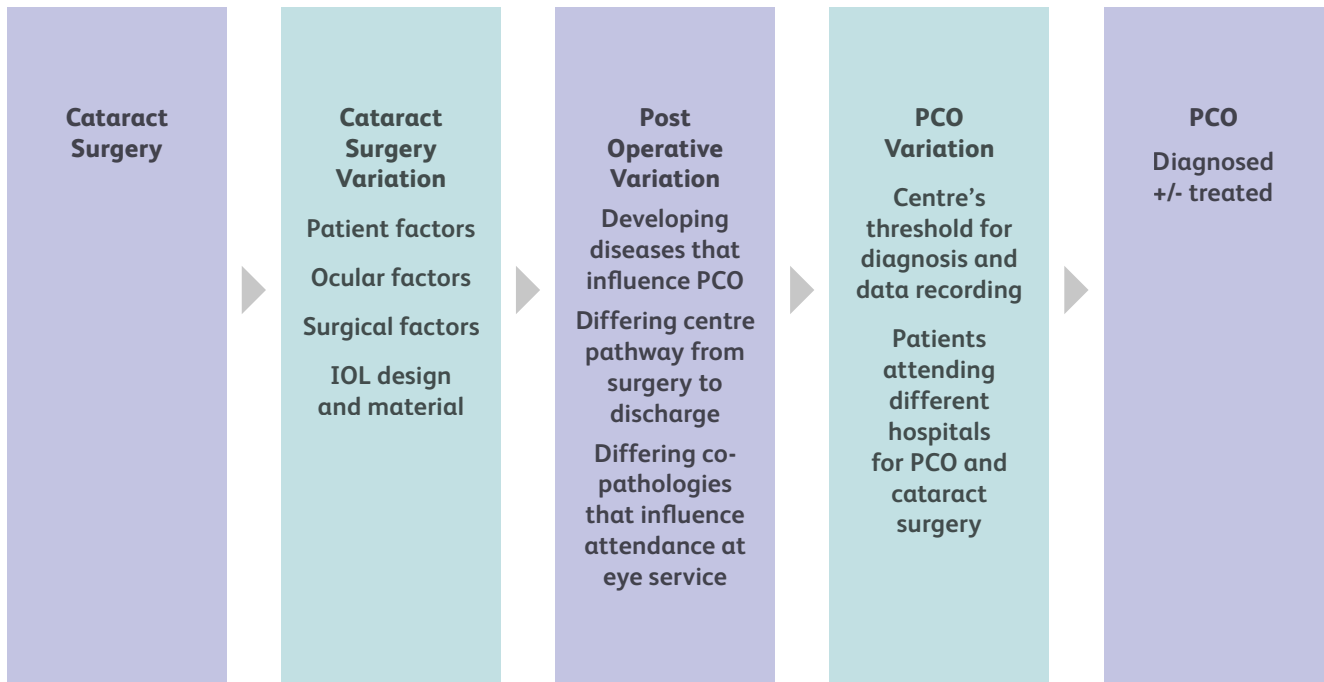 Cataract
Surgery
Cataract
Surgery
Variation
Patient factors
Ocular factors
Surgical factors
IOL design
and material
Post
Operative
Variation
Developing
diseases that
influence PCO
Differing centre
pathway from
surgery to
discharge
Differing co-
pathologies
that influence
attendance at
eye service
PCO
Variation
Centre’s
threshold for
diagnosis and
data recording
Patients
attending
different
hospitals
for PCO and
cataract
surgery
PCO
Diagnosed
+/- treated